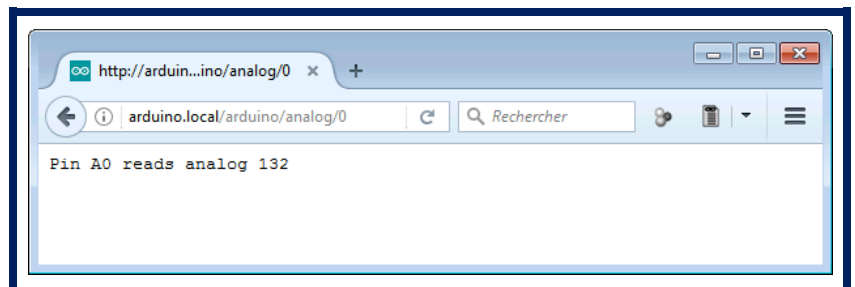 http://arduin...ino/analog/0
arduino.local/arduino/analog/0
Rechercher
Pin A0 reads analog 132